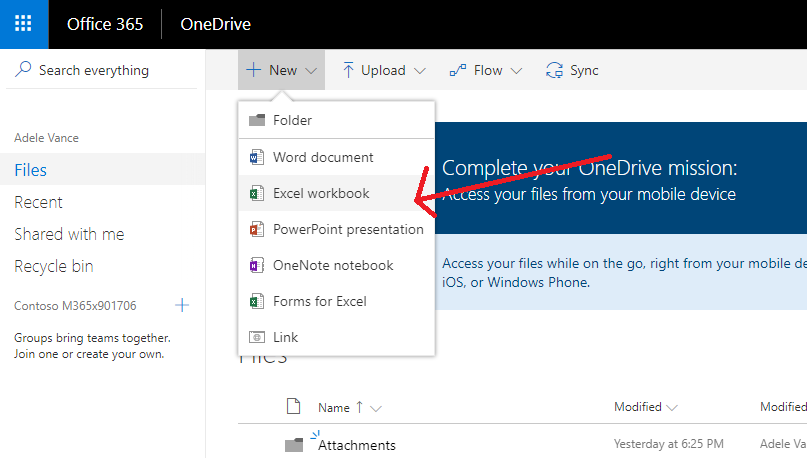 Office 365 OneDrive
Search everything
New Upload Flow Sync
Adele Vance
Files
Recent
Shared with me
Recycle bin
Contoso M365x901706
Groups bring teams together.
Join one or create your own.
Folder
Word document
Excel workbook
PowerPoint presentation
OneNote notebook
Forms for Excel
Link
Complete your OneDrive mission:
Access your files from your mobile device
Access your files while on the go, right from your mobile de
iOS, or Windows Phone.
Files
Name Modified Modified
Attachments Yesterday at 6:25 PM Adele Va